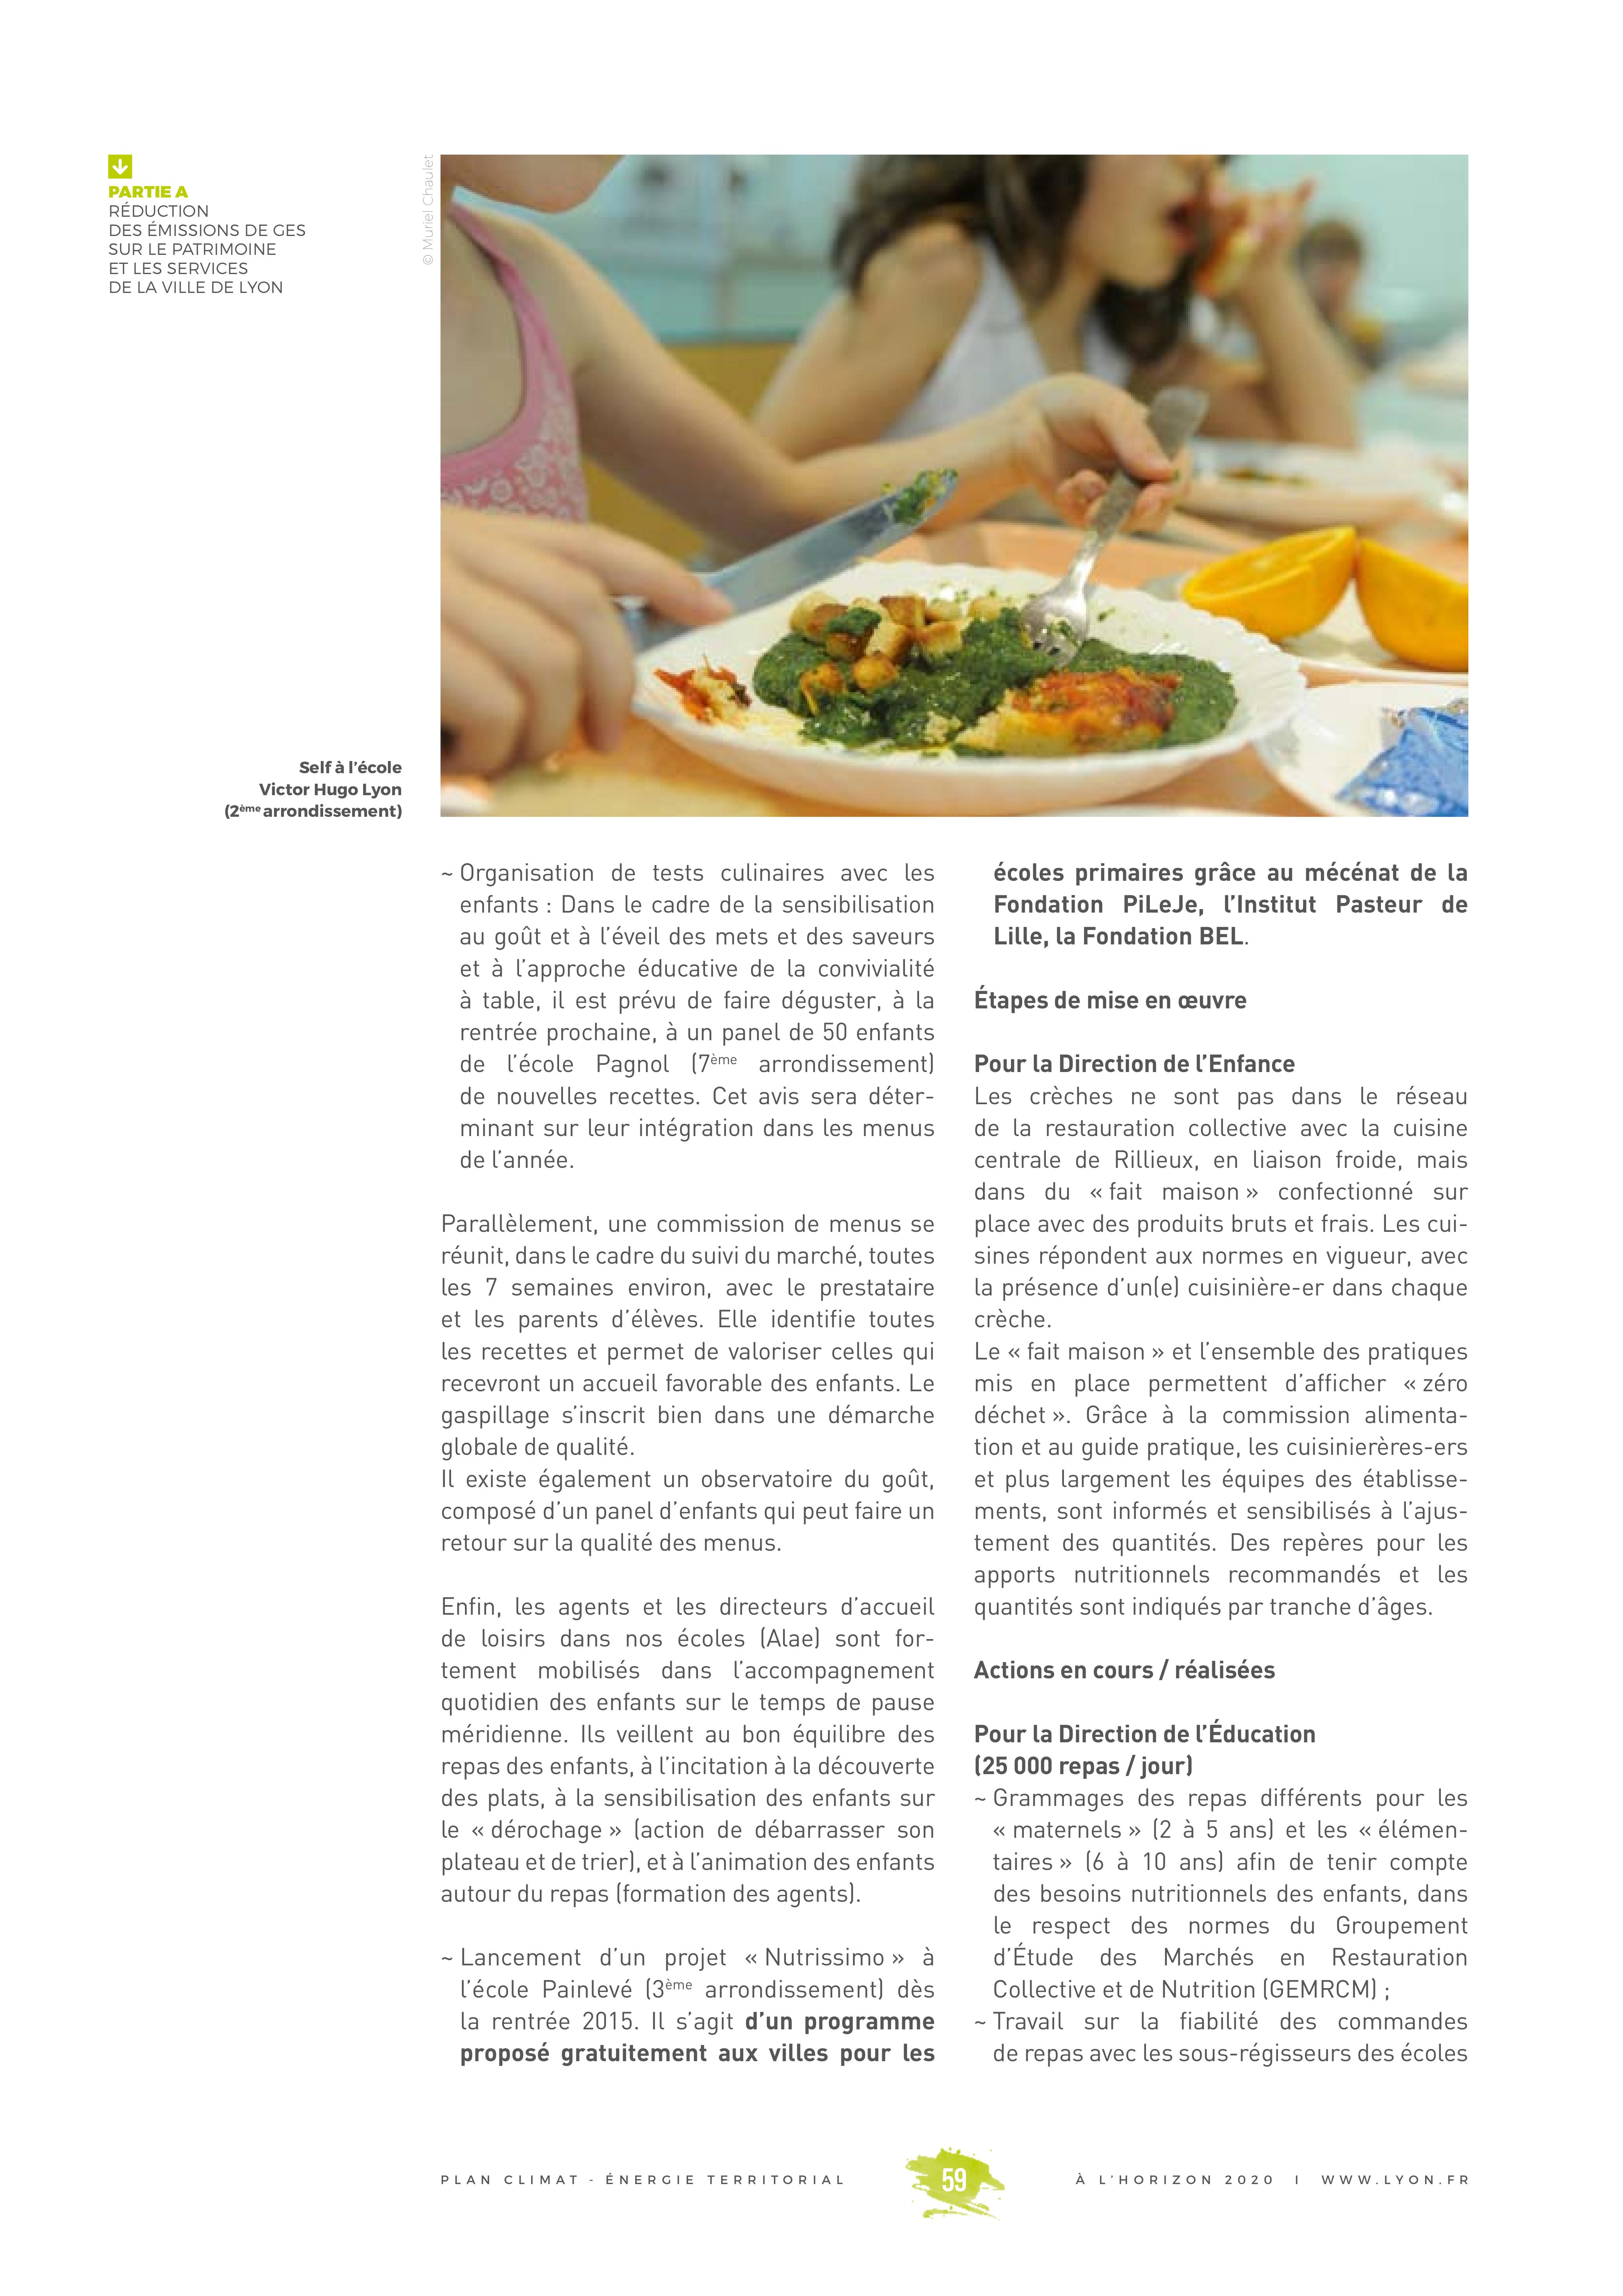 PARTIE A
RÉDUCTION
DES ÉMISSIONS DE GES
SUR LE PATRIMOINE
ET LES SERVICES
DE LA VILLE DE LYON
© Muriel Chaulet
Self à l’école
Victor Hugo Lyon
(2ème arrondissement)
~ Organisation de tests culinaires avec les
enfants : Dans le cadre de la sensibilisation
au goût et à l’éveil des mets et des saveurs
et à l’approche éducative de la convivialité
à table, il est prévu de faire déguster, à la
rentrée prochaine, à un panel de 50 enfants
de l’école Pagnol (7ème arrondissement)
de nouvelles recettes. Cet avis sera déter-
minant sur leur intégration dans les menus
de l’année.
Parallèlement, une commission de menus se
réunit, dans le cadre du suivi du marché, toutes
les 7 semaines environ, avec le prestataire
et les parents d’élèves. Elle identifie toutes
les recettes et permet de valoriser celles qui
recevront un accueil favorable des enfants. Le
gaspillage s’inscrit bien dans une démarche
globale de qualité.
Il existe également un observatoire du goût,
composé d’un panel d’enfants qui peut faire un
retour sur la qualité des menus.
Enfin, les agents et les directeurs d’accueil
de loisirs dans nos écoles (Alae) sont for-
tement mobilisés dans l’accompagnement
quotidien des enfants sur le temps de pause
méridienne. Ils veillent au bon équilibre des
repas des enfants, à l’incitation à la découverte
des plats, à la sensibilisation des enfants sur
le « dérochage » (action de débarrasser son
plateau et de trier), et à l’animation des enfants
autour du repas (formation des agents).
~ Lancement d’un projet « Nutrissimo » à
l’école Painlevé (3ème arrondissement) dès
la rentrée 2015. Il s’agit d’un programme
proposé gratuitement aux villes pour les
écoles primaires grâce au mécénat de la
Fondation PiLeJe, l’Institut Pasteur de
Lille, la Fondation BEL.
Étapes de mise en œuvre
Pour la Direction de l’Enfance
Les crèches ne sont pas dans le réseau
de la restauration collective avec la cuisine
centrale de Rillieux, en liaison froide, mais
dans du « fait maison » confectionné sur
place avec des produits bruts et frais. Les cui-
sines répondent aux normes en vigueur, avec
la présence d’un(e) cuisinière-er dans chaque
crèche.
Le « fait maison » et l’ensemble des pratiques
mis en place permettent d’afficher « zéro
déchet ». Grâce à la commission alimenta-
tion et au guide pratique, les cuisinierères-ers
et plus largement les équipes des établisse-
ments, sont informés et sensibilisés à l’ajus-
tement des quantités. Des repères pour les
apports nutritionnels recommandés et les
quantités sont indiqués par tranche d’âges.
Actions en cours / réalisées
Pour la Direction de l’Éducation
(25 000 repas / jour)
~ Grammages des repas différents pour les
« maternels » (2 à 5 ans) et les « élémen-
taires » (6 à 10 ans) afin de tenir compte
des besoins nutritionnels des enfants, dans
le respect des normes du Groupement
d’Étude des Marchés en Restauration
Collective et de Nutrition (GEMRCM) ;
~ Travail sur la fiabilité des commandes
de repas avec les sous-régisseurs des écoles
PLAN CLIMAT - ÉNERGIE TERRITORIAL
59
À L’HORIZON 2020 I WWW.LYON.FR